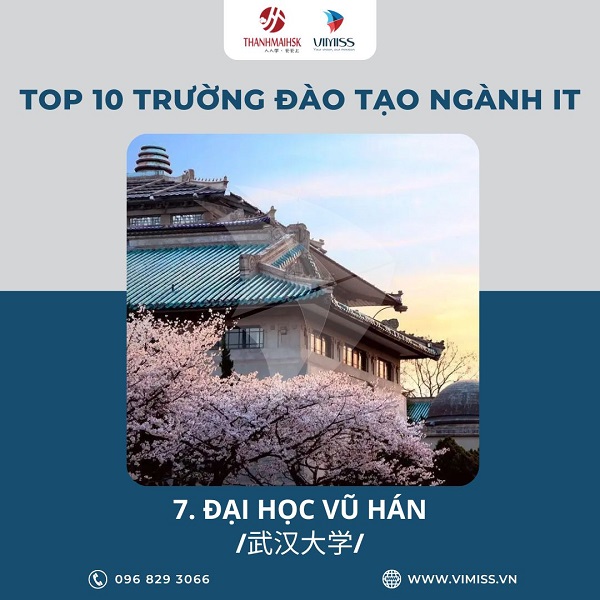 THANHMAIHSK
VIMISS
TOP 10 TRƯỜNG ĐÀO TẠO NGÀNH IT
7. ĐẠI HỌC VŨ HÁN
/武汉大学/
096 829 3066
WWW.VIMISS.VN